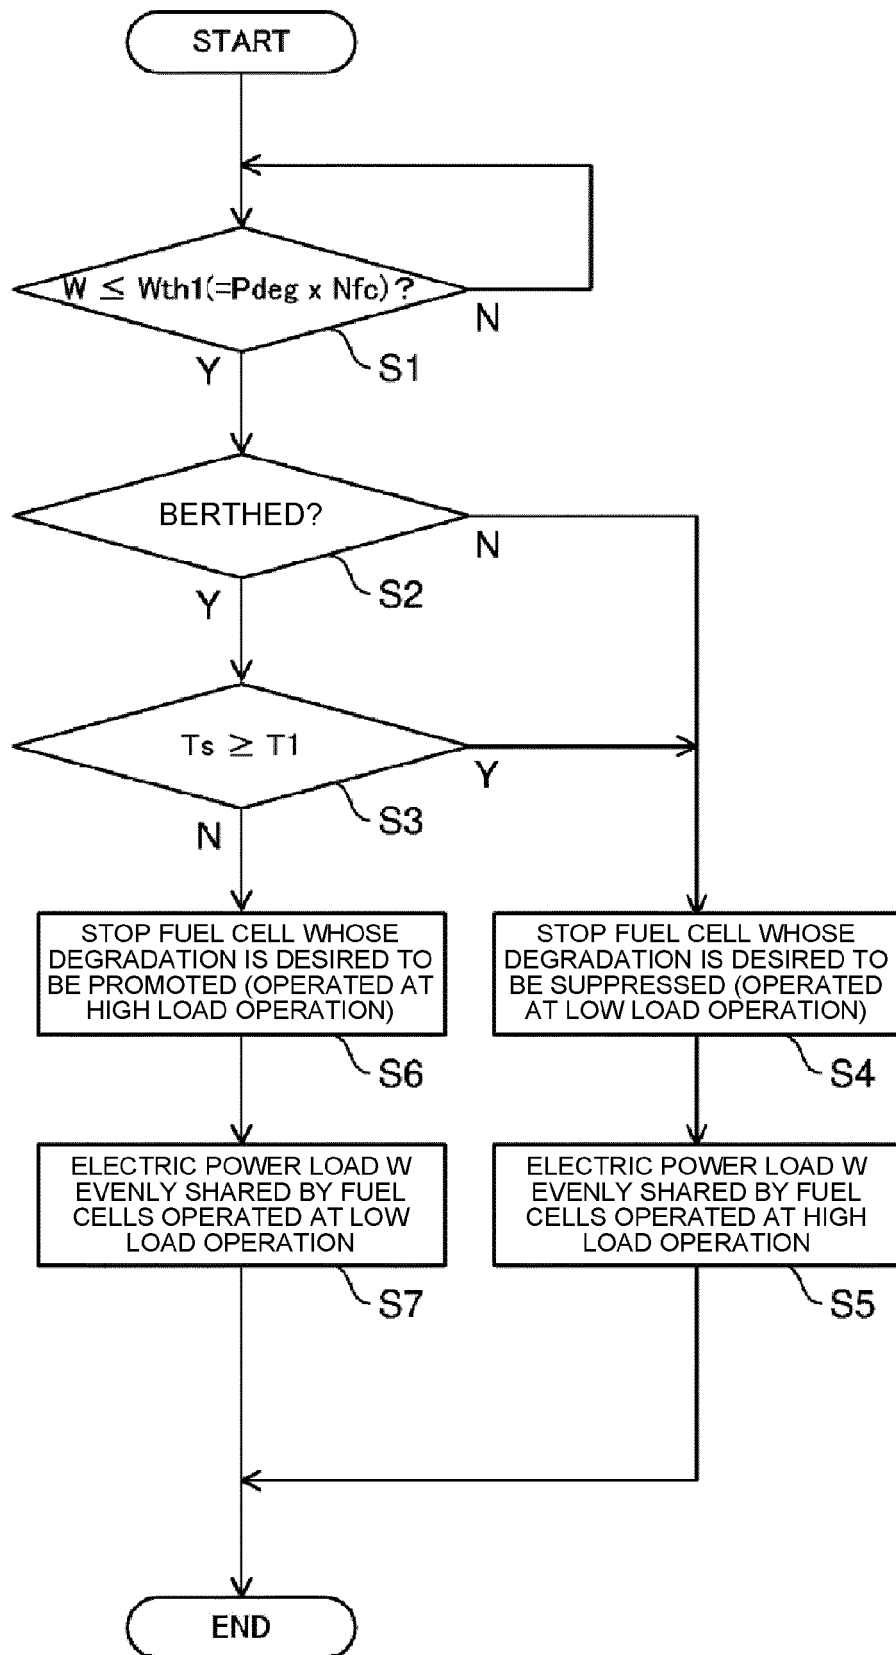 START
W ≤ Wth1(=Pdeg x Nfc)?
N
Y
S1
BERTHED?
N
Y
S2
Ts ≥ T1
Y
N
S3
STOP FUEL CELL WHOSE
DEGRADATION IS DESIRED TO
BE PROMOTED (OPERATED AT
HIGH LOAD OPERATION)
S6
STOP FUEL CELL WHOSE
DEGRADATION IS DESIRED TO
BE SUPPRESSED (OPERATED
AT LOW LOAD OPERATION)
S4
ELECTRIC POWER LOAD W
EVENLY SHARED BY FUEL
CELLS OPERATED AT LOW
LOAD OPERATION
S7
ELECTRIC POWER LOAD W
EVENLY SHARED BY FUEL
CELLS OPERATED AT HIGH
LOAD OPERATION
S5
END